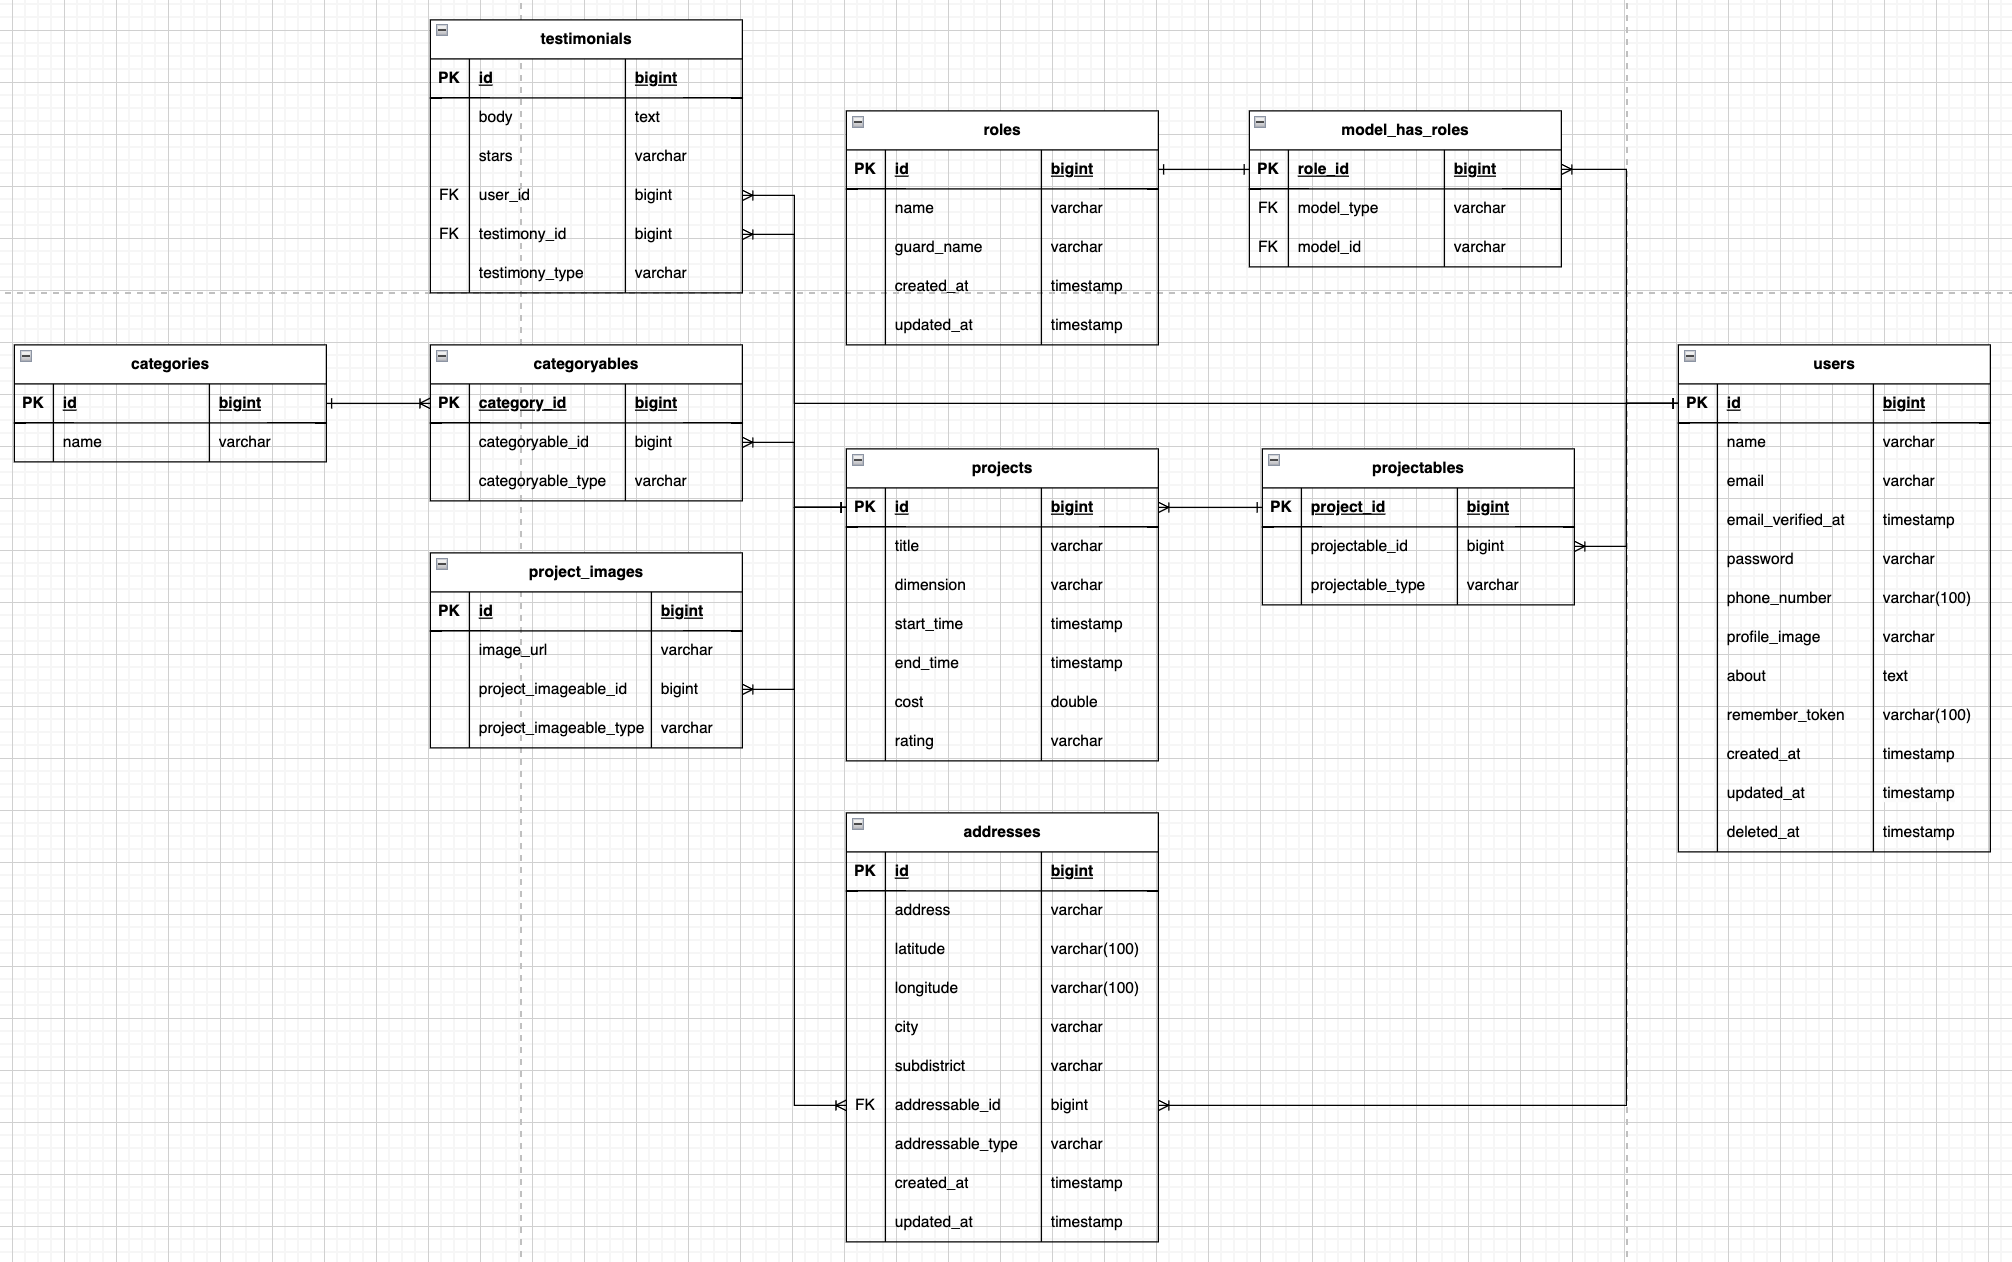 testimonials
PK id bigint
body text
stars varchar
FK user_id bigint
FK testimony_id bigint
testimony_type varchar
roles
PK id bigint
name varchar
guard_name varchar
created_at timestamp
updated_at timestamp
model_has_roles
PK role_id bigint
FK model_type varchar
FK model_id varchar
categories
PK id bigint
name varchar
categoryables
PK category_id bigint
categoryable_id bigint
categoryable_type varchar
users
PK id bigint
name varchar
email varchar
email_verified_at timestamp
password varchar
phone_number varchar(100)
profile_image varchar
about text
remember_token varchar(100)
created_at timestamp
updated_at timestamp
deleted_at timestamp
projects
PK id bigint
title varchar
dimension varchar
start_time timestamp
end_time timestamp
cost double
rating varchar
projectables
PK project_id bigint
projectable_id bigint
projectable_type varchar
project_images
PK id bigint
image_url varchar
project_imageable_id bigint
project_imageable_type varchar
addresses
PK id bigint
address varchar
latitude varchar(100)
longitude varchar(100)
city varchar
subdistrict varchar
FK addressable_id bigint
addressable_type varchar
created_at timestamp
updated_at timestamp